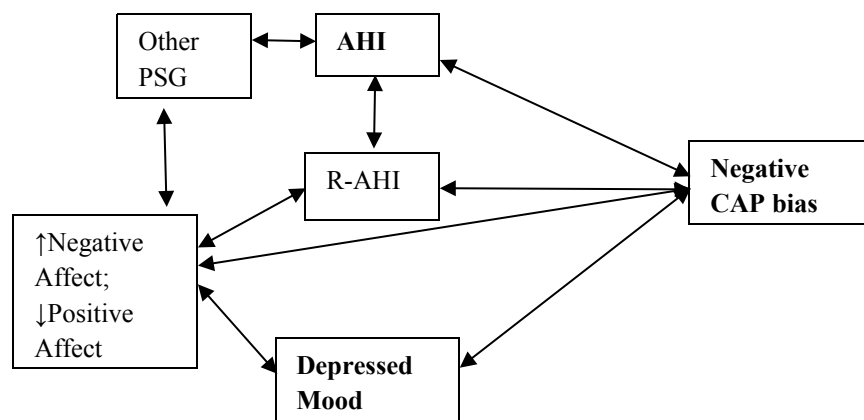 Other
PSG
AHI
R-AHI
Negative
CAP bias
↑Negative
Affect;
↓Positive
Affect
Depressed
Mood